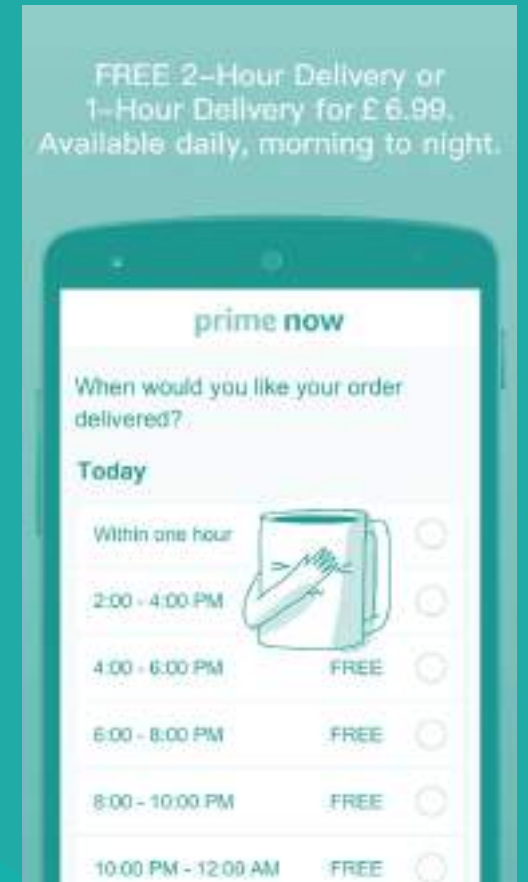 FREE 2-Hour Delivery or
1-Hour Delivery for £6.99.
Available daily, morning to night.
prime now
When would you like your order
delivered?
Today
Within one hour
2:00 - 4:00 PM
4:00 - 6:00 PM FREE
6:00 - 8:00 PM FREE
8:00 - 10:00 PM FREE
10:00 PM - 12:00 AM FREE